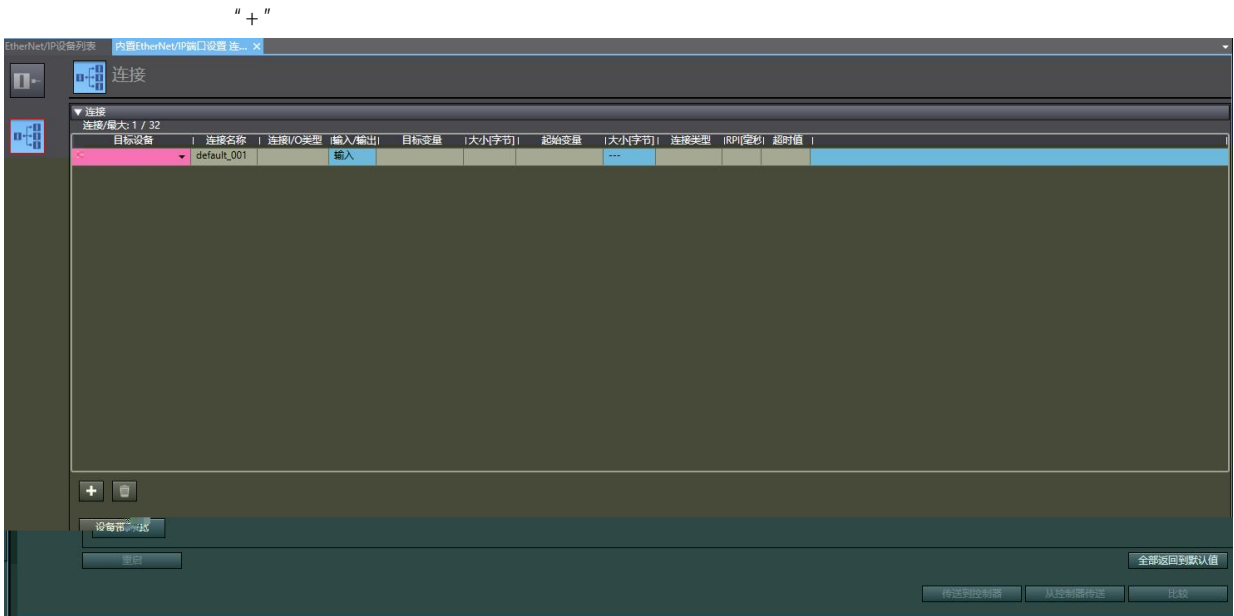 “+”
EtherNet/IP设备列表 内置EtherNet/IP端口设置 连... ×
连接
▼连接
连接/最大: 1 / 32
目标设备 连接名称 连接I/O类型 输入/输出 目标变量 大小[字节] 起始变量 大小[字节] 连接类型 RPI[毫秒 超时值
default_001 输入 ---
+
设备带
重启 全部返回到默认值
传送到控制器 从控制器传送 比较